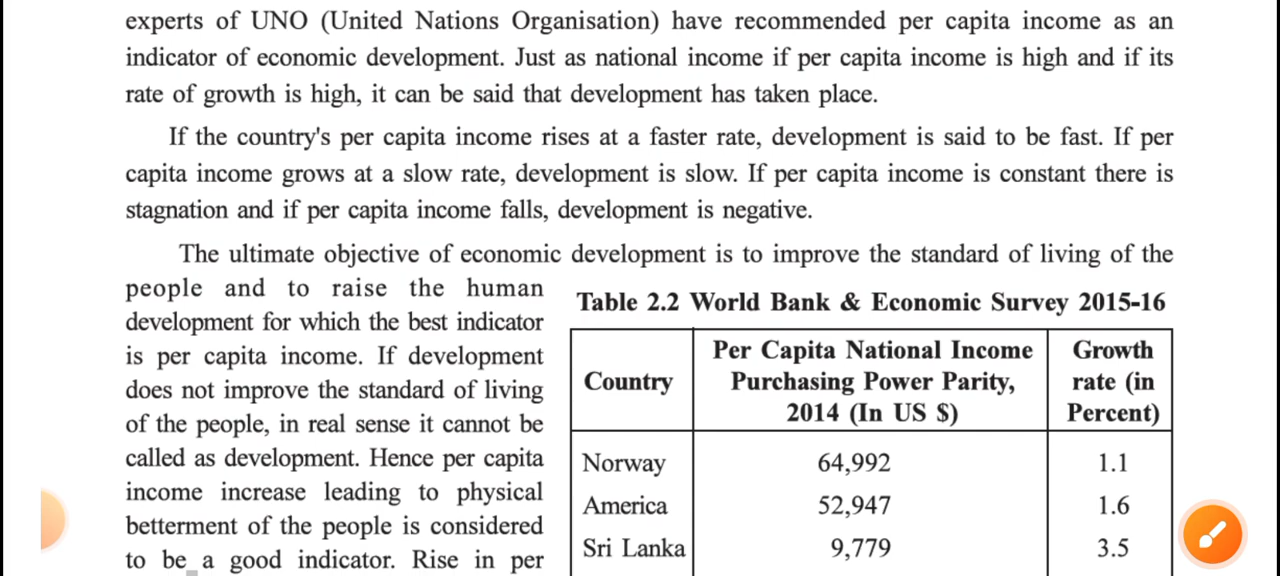 experts of UNO (United Nations Organisation) have recommended per capita income as an
indicator of economic development. Just as national income if per capita income is high and if its
rate of growth is high, it can be said that development has taken place.
If the country's per capita income rises at a faster rate, development is said to be fast. If per
capita income grows at a slow rate, development is slow. If per capita income is constant there is
stagnation and if per capita income falls, development is negative.
The ultimate objective of economic development is to improve the standard of living of the
people and to raise the human
development for which the best indicator
is per capita income. If development
does not improve the standard of living
of the people, in real sense it cannot be
called as development. Hence per capita
income increase leading to physical
betterment of the people is considered
to be a good indicator. Rise in per
Table 2.2 World Bank & Economic Survey 2015-16
Country
Per Capita National Income
Purchasing Power Parity,
2014 (In US $)
Growth
rate (in
Percent)
Norway 64,992 1.1
America 52,947 1.6
Sri Lanka 9,779 3.5